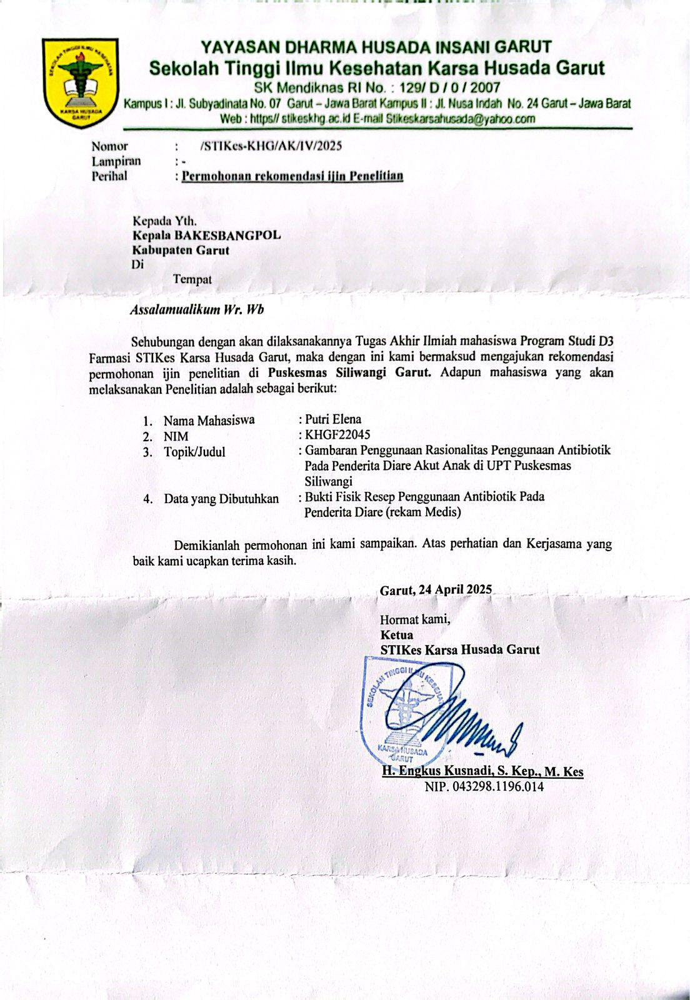 SEKOLAH TINGGI ILMU KESEHATAN
KARSA HUSADA
GARUT
YAYASAN DHARMA HUSADA INSANI GARUT
Sekolah Tinggi Ilmu Kesehatan Karsa Husada Garut
SK Mendiknas RI No. : 129/ D / 0 / 2007
Kampus I : Jl. Subyadinata No. 07 Garut – Jawa Barat Kampus II : Jl. Nusa Indah No. 24 Garut – Jawa Barat
Web : https// stikeskhg.ac.id E-mail Stikeskarsahusada@yahoo.com
Nomor : /STIKes-KHG/AK/IV/2025
Lampiran : -
Perihal : Permohonan rekomendasi ijin Penelitian
Kepada Yth.
Kepala BAKESBANGPOL
Kabupaten Garut
Di
Tempat
Assalamualikum Wr. Wb
Sehubungan dengan akan dilaksanakannya Tugas Akhir Ilmiah mahasiswa Program Studi D3
Farmasi STIKes Karsa Husada Garut, maka dengan ini kami bermaksud mengajukan rekomendasi
permohonan ijin penelitian di Puskesmas Siliwangi Garut. Adapun mahasiswa yang akan
melaksanakan Penelitian adalah sebagai berikut:
1. Nama Mahasiswa : Putri Elena
2. NIM : KHGF22045
3. Topik/Judul : Gambaran Penggunaan Rasionalitas Penggunaan Antibiotik
Pada Penderita Diare Akut Anak di UPT Puskesmas
Siliwangi
4. Data yang Dibutuhkan : Bukti Fisik Resep Penggunaan Antibiotik Pada
Penderita Diare (rekam Medis)
Demikianlah permohonan ini kami sampaikan. Atas perhatian dan Kerjasama yang
baik kami ucapkan terima kasih.
Garut, 24 April 2025
Hormat kami,
Ketua
STIKes Karsa Husada Garut
SEKOLAH TINGGI ILMU KESEHATAN
KARSA HUSADA
GARUT
H. Engkus Kusnadi, S. Kep., M. Kes
NIP. 043298.1196.014